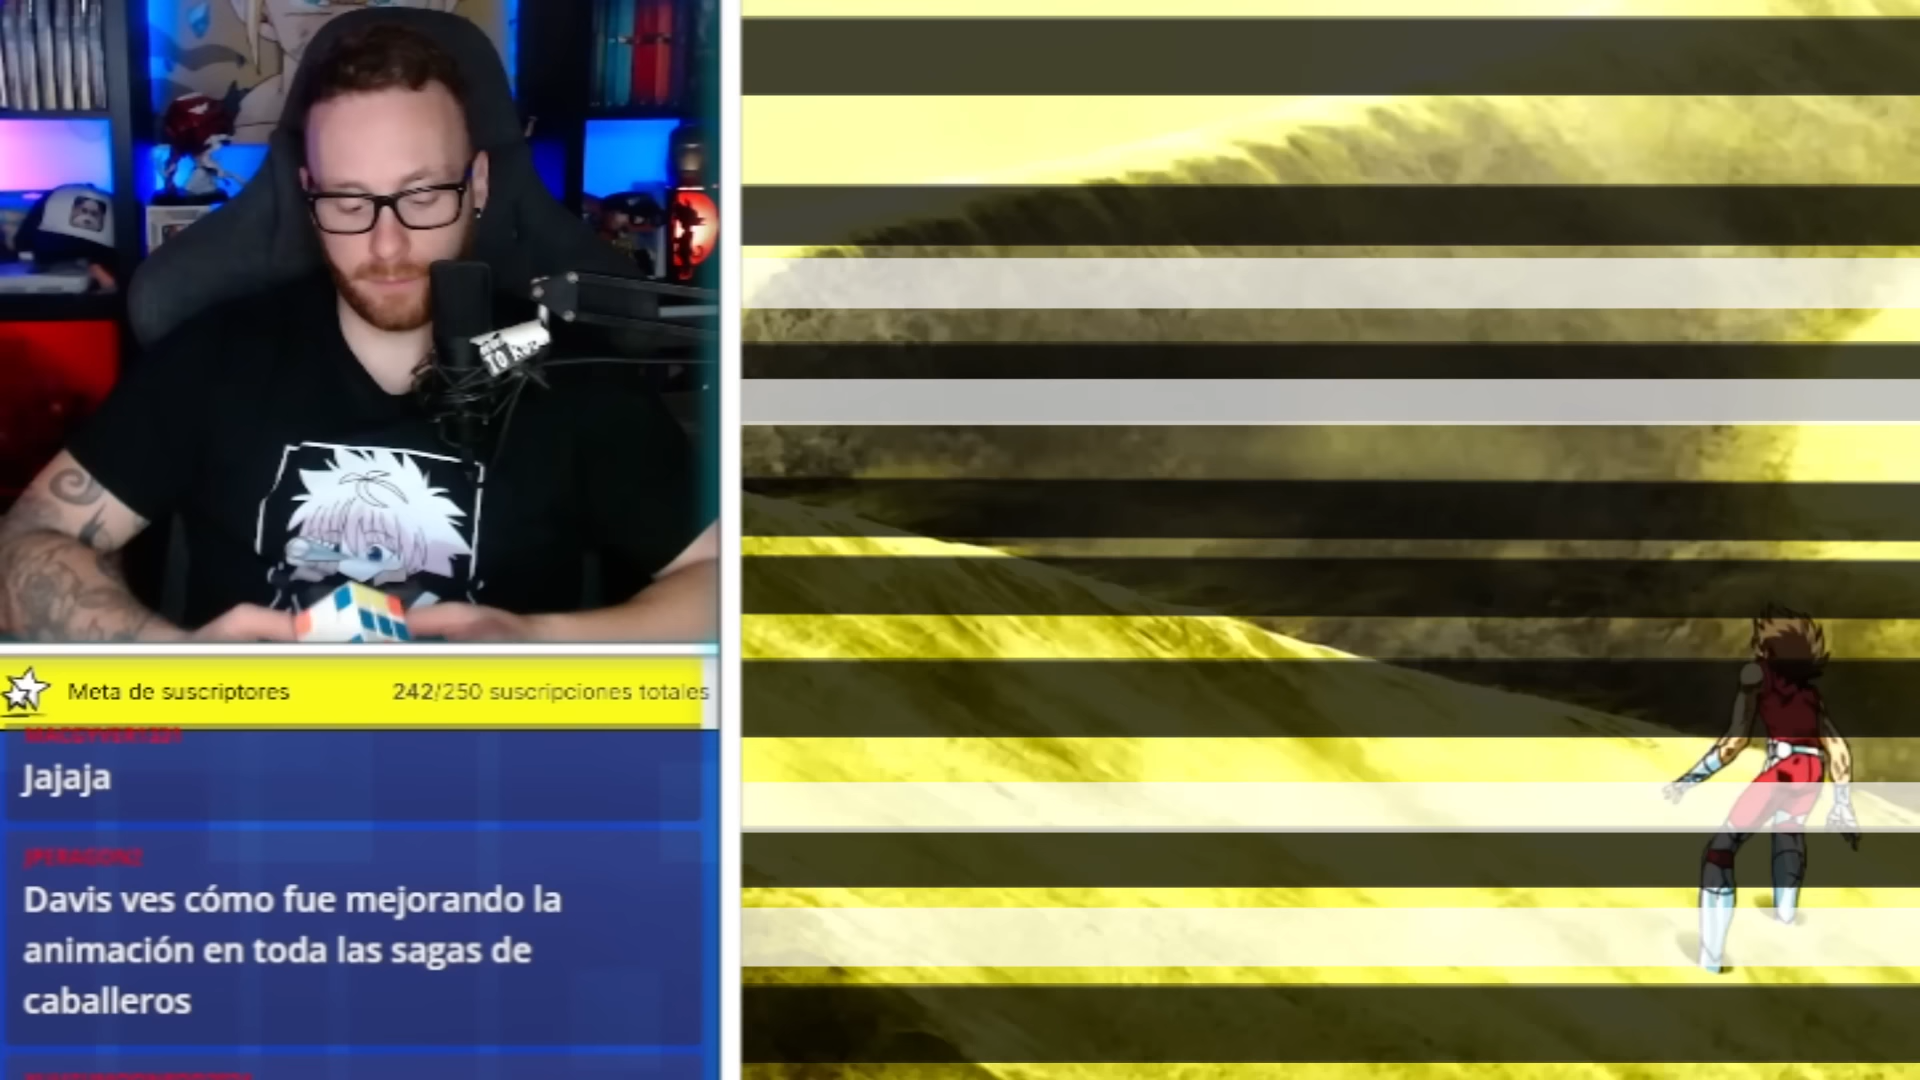 Meta de suscriptores 242/250 suscripciones totales
Jajaja
Davis ves cómo fue mejorando la
animación en toda las sagas de
caballeros